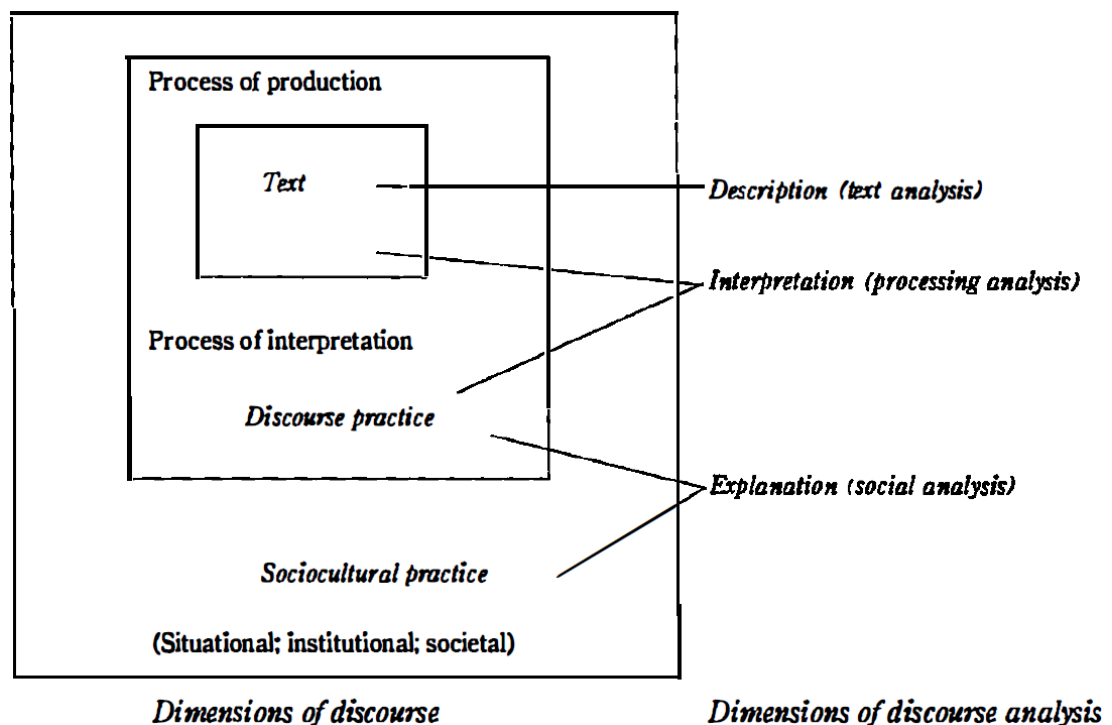 Process of production
Text
Description (text analysis)
Interpretation (processing analysis)
Process of interpretation
Discourse practice
Explanation (social analysis)
Sociocultural practice
(Situational; institutional; societal)
Dimensions of discourse
Dimensions of discourse analysis